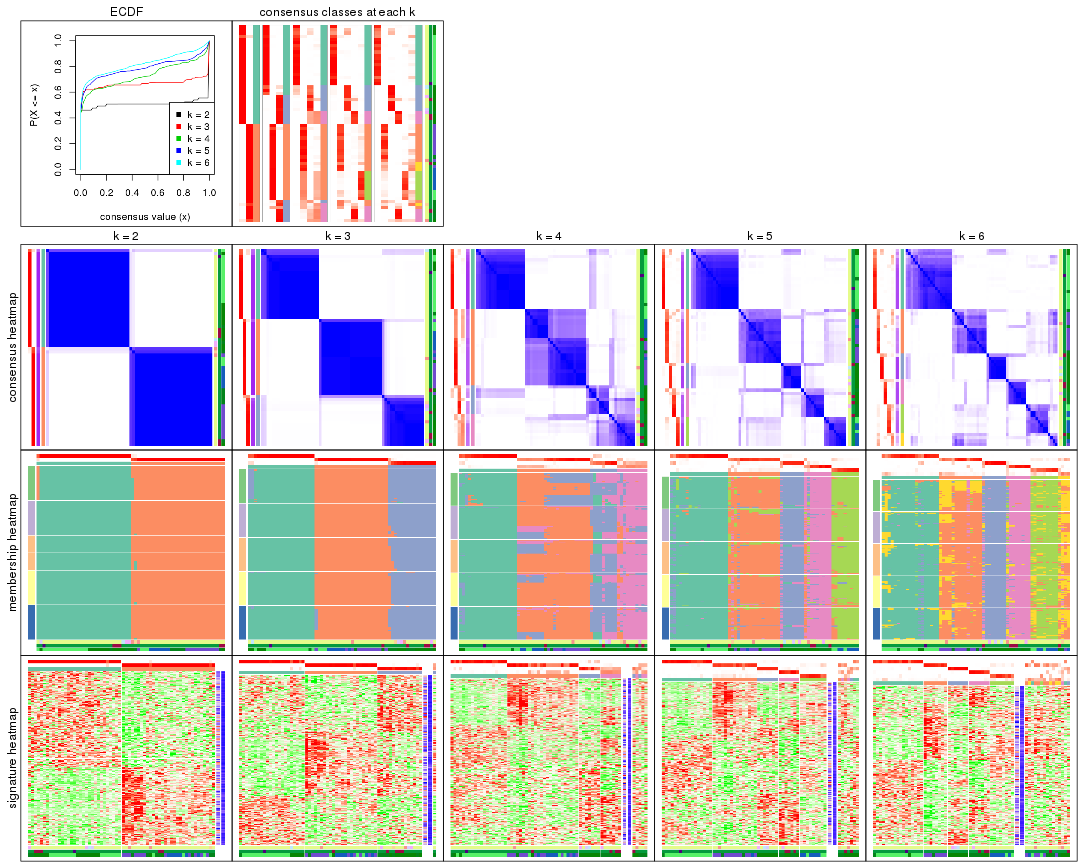 ECDF
consensus classes at each k
P(X <= x)
0.0 0.2 0.4 0.6 0.8 1.0
k = 2
k = 3
k = 4
k = 5
k = 6
0.0 0.2 0.4 0.6 0.8 1.0
consensus value (x)
k = 2
k = 3
k = 4
k = 5
k = 6
consensus heatmap
membership heatmap
signature heatmap